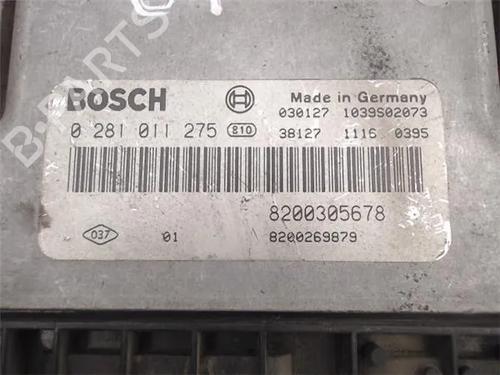 B-PARTS
BOSCH
Made in Germany
030127 1039S02073
0 281 011 275 810
38127 1116 0395
8200305678
037 01 8200269879